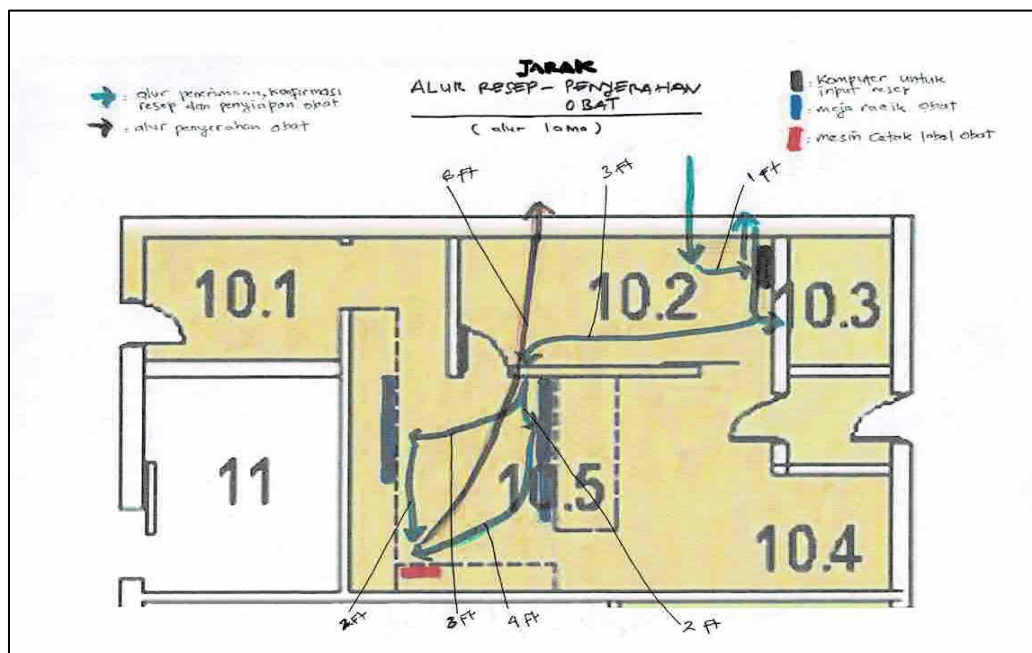 JARAK
ALUR RESEP - PENYERAHAN
OBAT
(alur lama)
: alur penerimaan, konfirmasi
resep dan penyiapan obat
: alur penyerahan obat
: Komputer untuk
input resep
: meja racik obat
: mesin cetak label obat
6 Ft
3 Ft
1 Ft
10.1
10.2
10.3
11
10.5
10.4
2 Ft
3 Ft
4 Ft
2 Ft